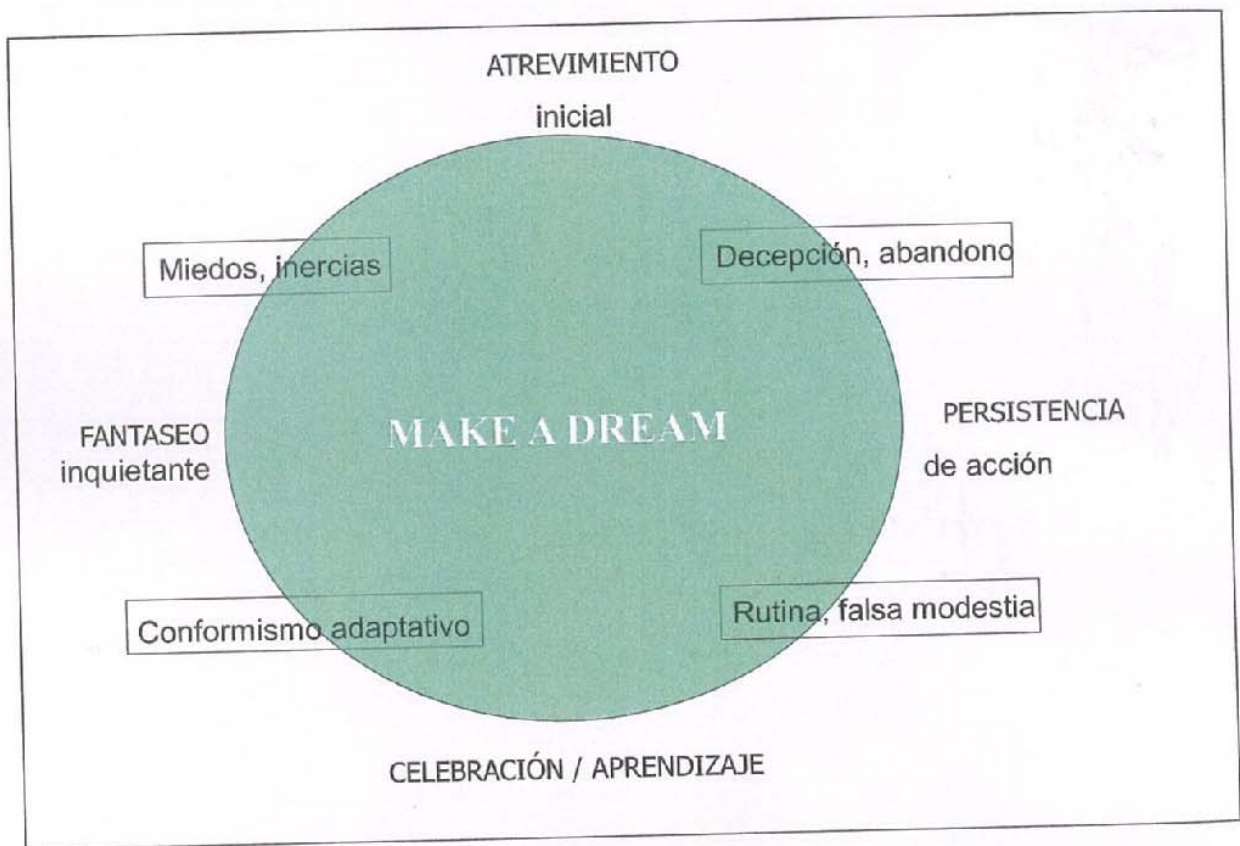 ATREVIMIENTO
inicial
Miedos, inercias
Decepción, abandono
FANTASEO
inquietante
MAKE A DREAM
PERSISTENCIA
de acción
Conformismo adaptativo
Rutina, falsa modestia
CELEBRACIÓN / APRENDIZAJE